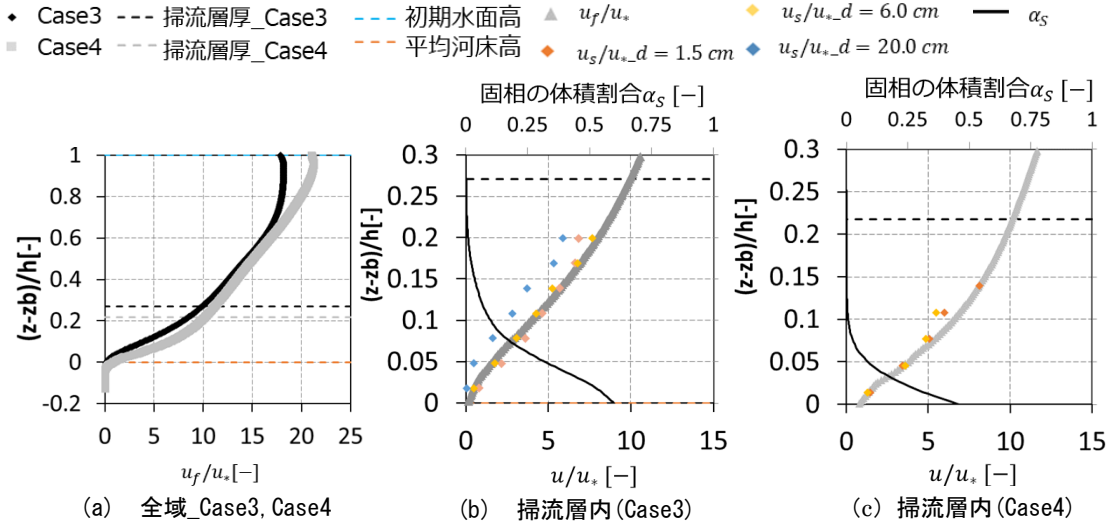 Case3 掃流層厚_Case3 初期水面高 u_f/u_* u_s/u_*_d = 6.0 cm α_S
Case4 掃流層厚_Case4 平均河床高 u_s/u_*_d = 1.5 cm u_s/u_*_d = 20.0 cm
固相の体積割合α_S [−] 固相の体積割合α_S [−]
0 0.25 0.5 0.75 1 0 0.25 0.5 0.75 1
(z-zb)/h[-]
1
0.8
0.6
0.4
0.2
0
-0.2
0 5 10 15 20 25
u_f/u_*[−]
(a) 全域_Case3, Case4
(z-zb)/h[-]
0.3
0.25
0.2
0.15
0.1
0.05
0
0 5 10 15
u/u_* [−]
(b) 掃流層内(Case3)
(z-zb)/h[-]
0.3
0.25
0.2
0.15
0.1
0.05
0
0 5 10 15
u/u_* [−]
(c) 掃流層内(Case4)